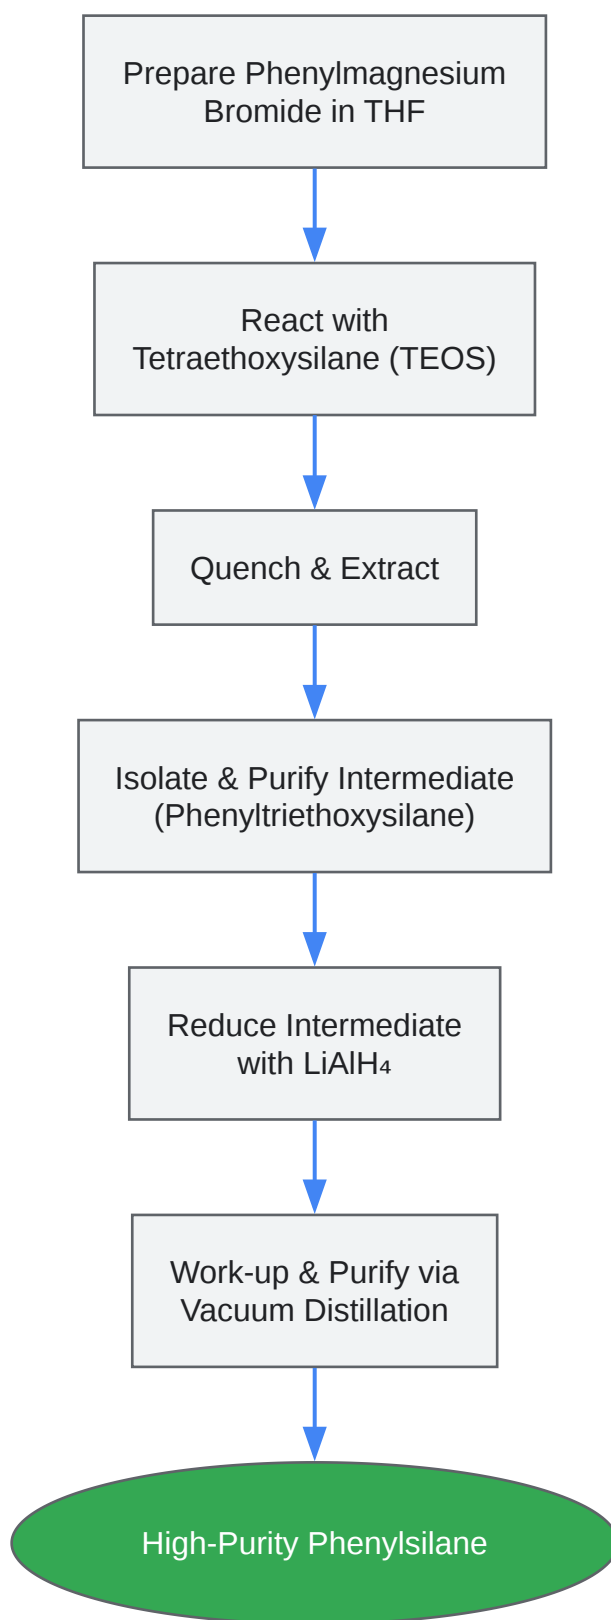 Prepare Phenylmagnesium
Bromide in THF
React with
Tetraethoxysilane (TEOS)
Quench & Extract
Isolate & Purify Intermediate
(Phenyltriethoxysilane)
Reduce Intermediate
with LiAlH₄
Work-up & Purify via
Vacuum Distillation
High-Purity Phenylsilane